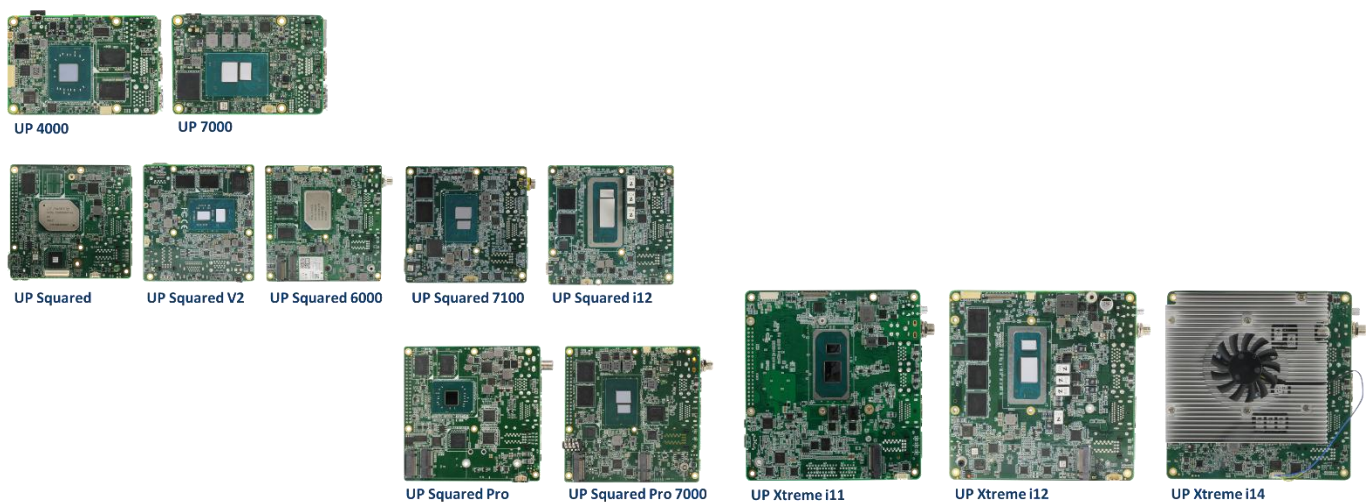 UP 4000
UP 7000
UP Squared
UP Squared V2
UP Squared 6000
UP Squared 7100
UP Squared i12
UP Squared Pro
UP Squared Pro 7000
UP Xtreme i11
UP Xtreme i12
UP Xtreme i14